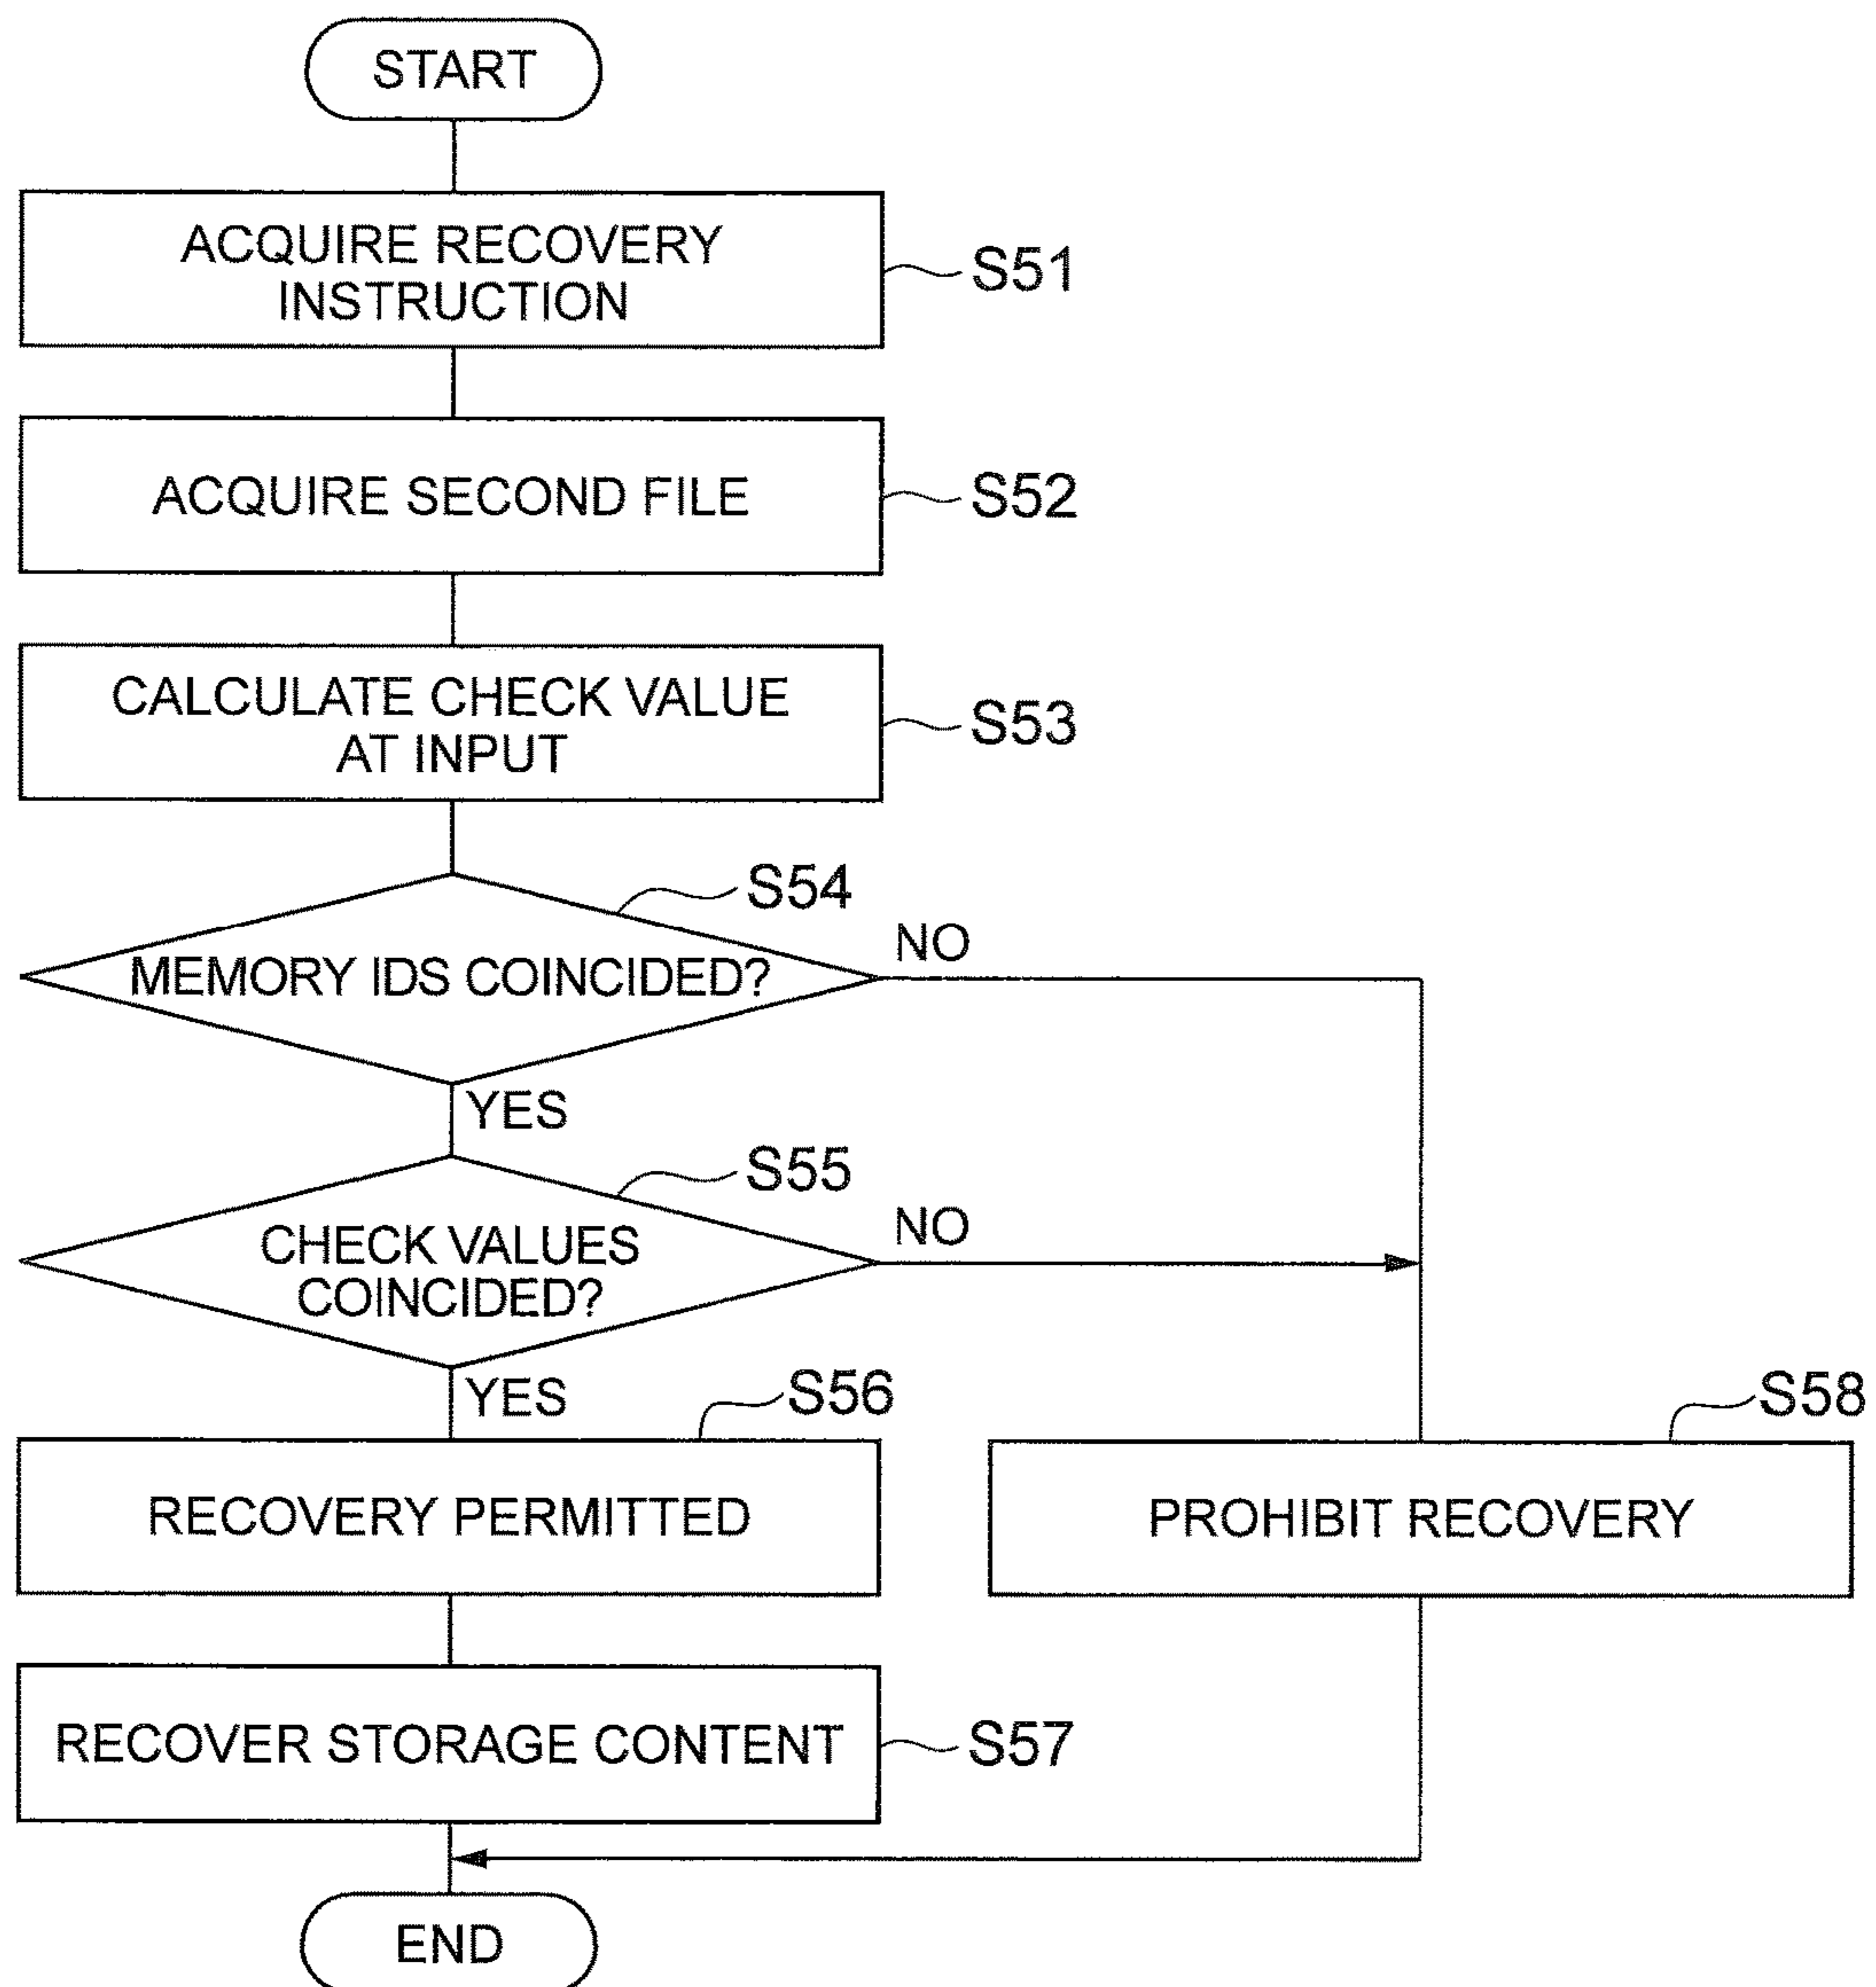 START
ACQUIRE RECOVERY
INSTRUCTION
S51
ACQUIRE SECOND FILE
S52
CALCULATE CHECK VALUE
AT INPUT
S53
S54
MEMORY IDS COINCIDED?
NO
YES
S55
CHECK VALUES
COINCIDED?
NO
YES
S56
RECOVERY PERMITTED
S58
PROHIBIT RECOVERY
RECOVER STORAGE CONTENT
S57
END